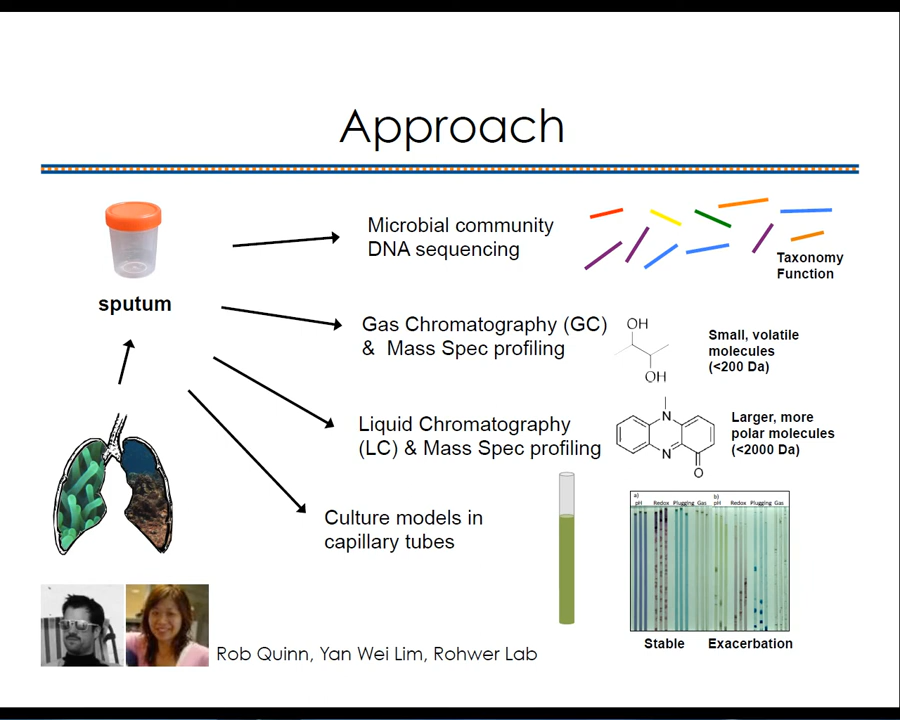 Approach
sputum
Microbial community
DNA sequencing
Taxonomy
Function
Gas Chromatography (GC)
& Mass Spec profiling
OH
OH
Small, volatile
molecules
(<200 Da)
Liquid Chromatography
(LC) & Mass Spec profiling
N
N
O
Larger, more
polar molecules
(<2000 Da)
Culture models in
capillary tubes
a)
pH Redox Plugging Gas
b)
pH Redox Plugging Gas
Stable
Exacerbation
Rob Quinn, Yan Wei Lim, Rohwer Lab